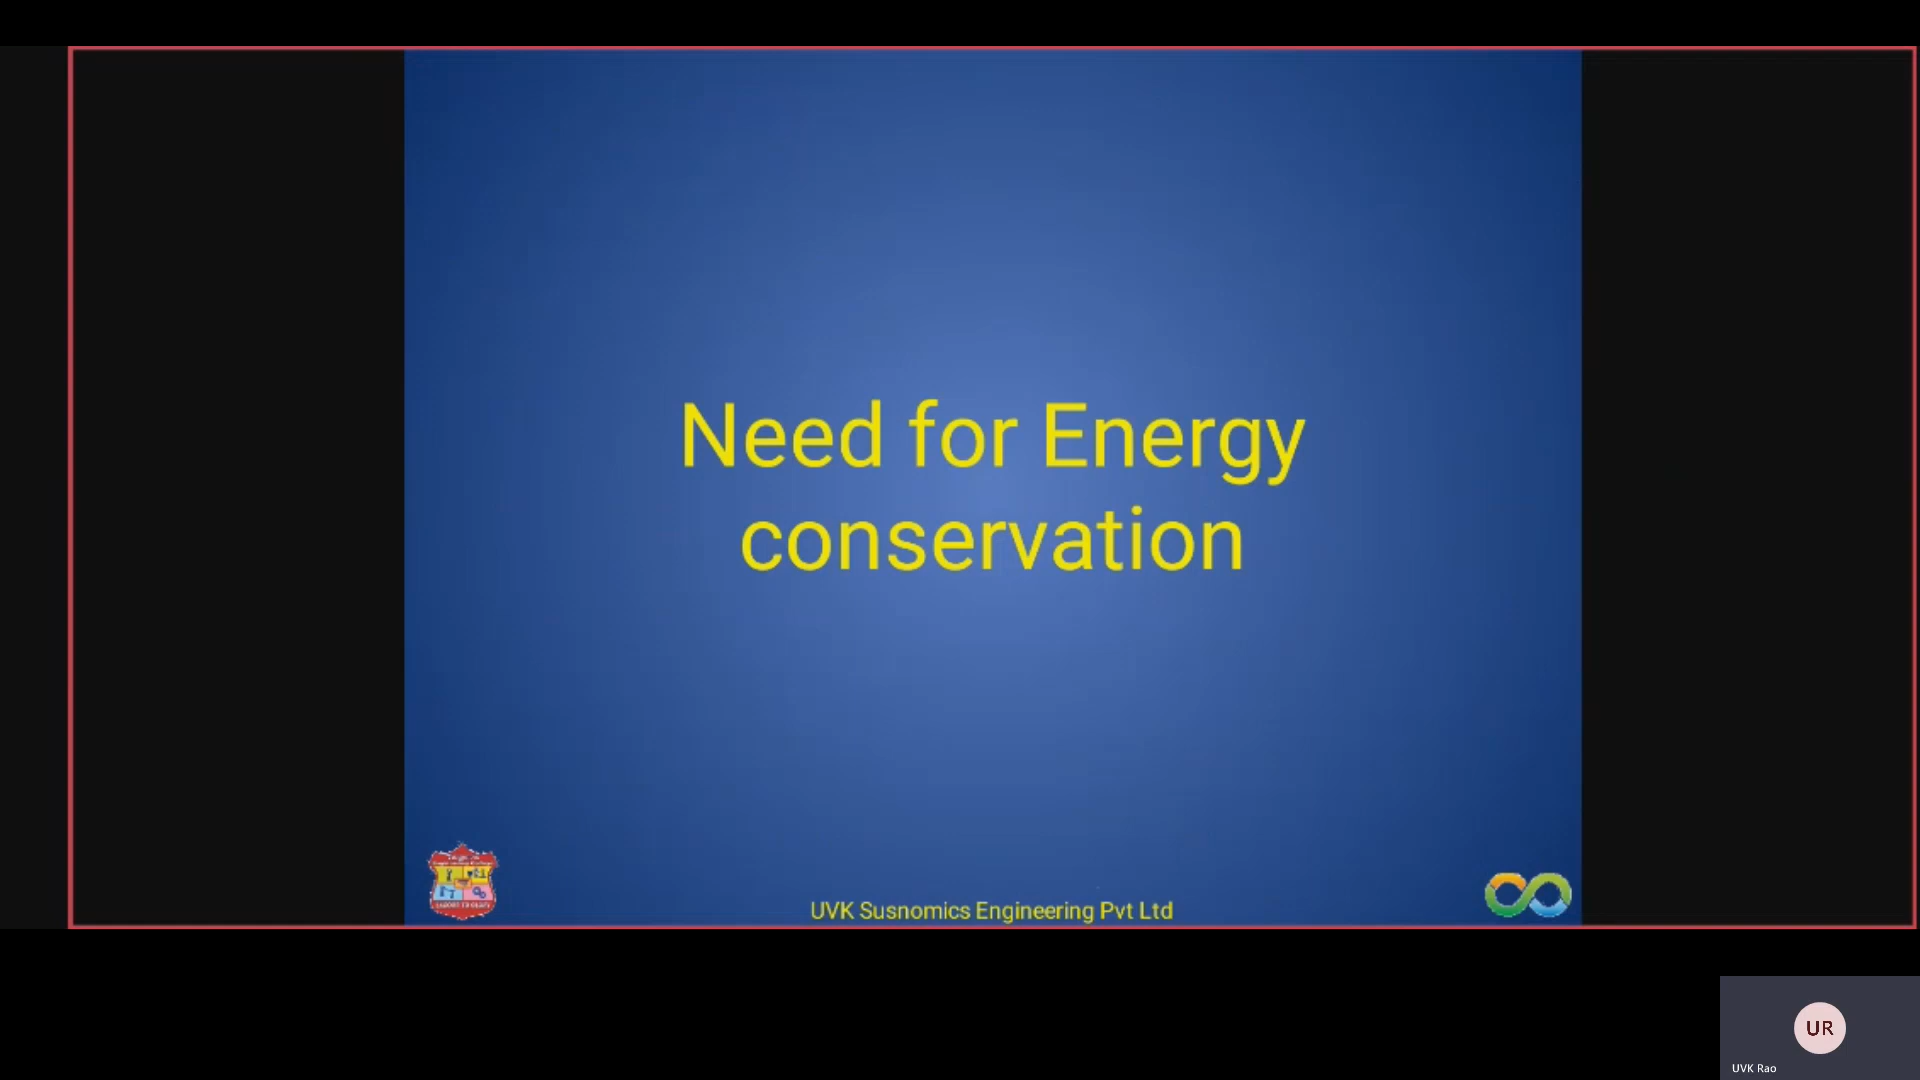 Need for Energy
conservation
UVK Susnomics Engineering Pvt Ltd
UR
UVK Rao